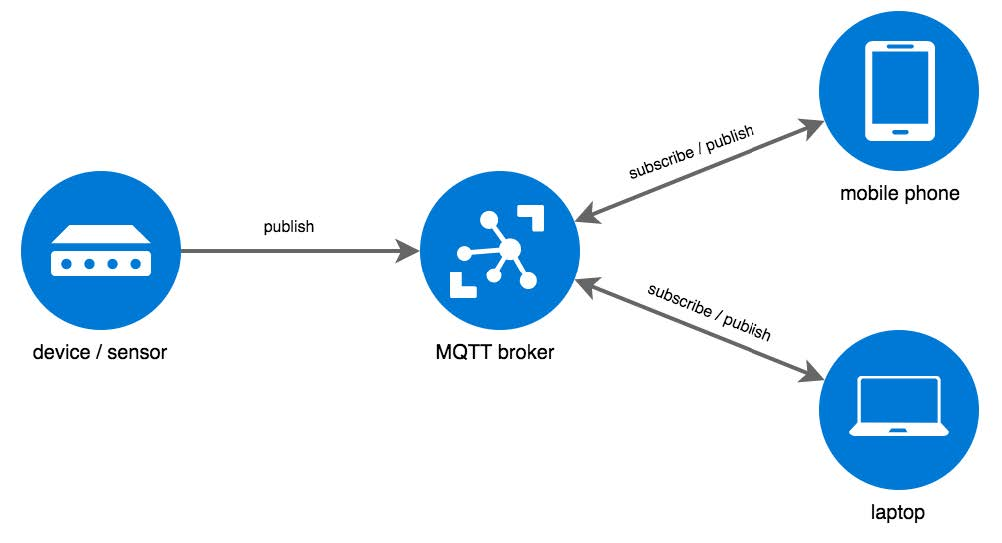 publish
device / sensor
MQTT broker
subscribe / publish
mobile phone
subscribe / publish
laptop